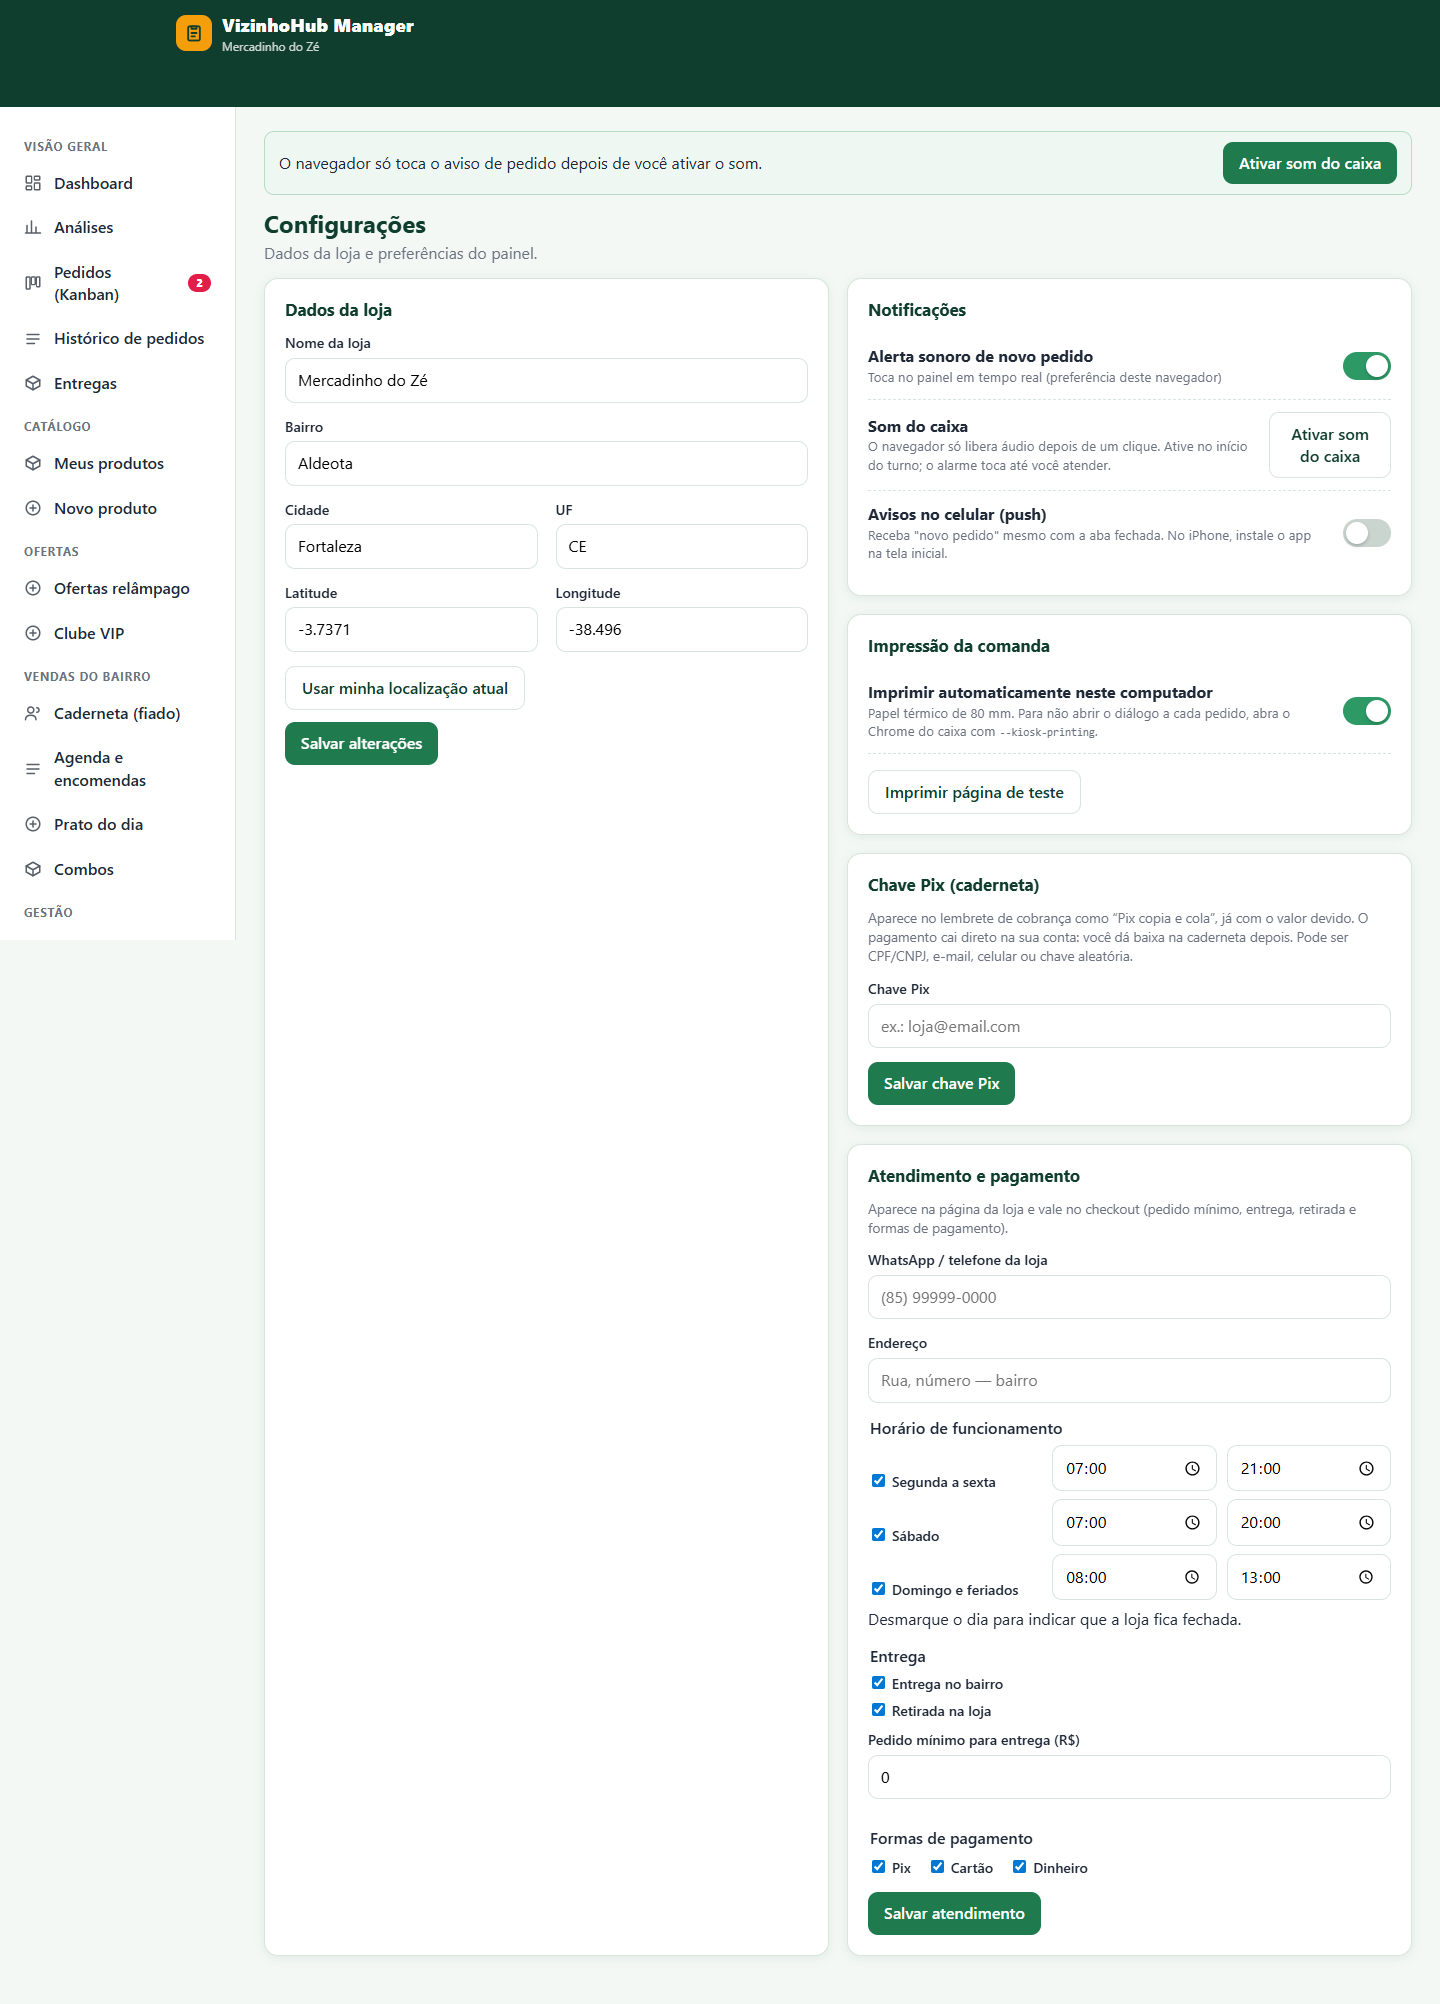 VizinhoHub Manager
Mercadinho do Zé
VISÃO GERAL
Dashboard
Análises
Pedidos
(Kanban)
2
Histórico de pedidos
Entregas
CATÁLOGO
Meus produtos
Novo produto
OFERTAS
Ofertas relâmpago
Clube VIP
VENDAS DO BAIRRO
Caderneta (fiado)
Agenda e
encomendas
Prato do dia
Combos
GESTÃO
O navegador só toca o aviso de pedido depois de você ativar o som.
Ativar som do caixa
Configurações
Dados da loja e preferências do painel.
Dados da loja
Nome da loja
Mercadinho do Zé
Bairro
Aldeota
Cidade
UF
Fortaleza
CE
Latitude
Longitude
-3.7371
-38.496
Usar minha localização atual
Salvar alterações
Notificações
Alerta sonoro de novo pedido
Toca no painel em tempo real (preferência deste navegador)
Som do caixa
O navegador só libera áudio depois de um clique. Ative no início
do turno; o alarme toca até você atender.
Ativar som
do caixa
Avisos no celular (push)
Receba "novo pedido" mesmo com a aba fechada. No iPhone, instale o app
na tela inicial.
Impressão da comanda
Imprimir automaticamente neste computador
Papel térmico de 80 mm. Para não abrir o diálogo a cada pedido, abra o
Chrome do caixa com --kiosk-printing.
Imprimir página de teste
Chave Pix (caderneta)
Aparece no lembrete de cobrança como “Pix copia e cola”, já com o valor devido. O
pagamento cai direto na sua conta: você dá baixa na caderneta depois. Pode ser
CPF/CNPJ, e-mail, celular ou chave aleatória.
Chave Pix
ex.: loja@email.com
Salvar chave Pix
Atendimento e pagamento
Aparece na página da loja e vale no checkout (pedido mínimo, entrega, retirada e
formas de pagamento).
WhatsApp / telefone da loja
(85) 99999-0000
Endereço
Rua, número — bairro
Horário de funcionamento
Segunda a sexta
07:00
21:00
Sábado
07:00
20:00
Domingo e feriados
08:00
13:00
Desmarque o dia para indicar que a loja fica fechada.
Entrega
Entrega no bairro
Retirada na loja
Pedido mínimo para entrega (R$)
0
Formas de pagamento
Pix
Cartão
Dinheiro
Salvar atendimento